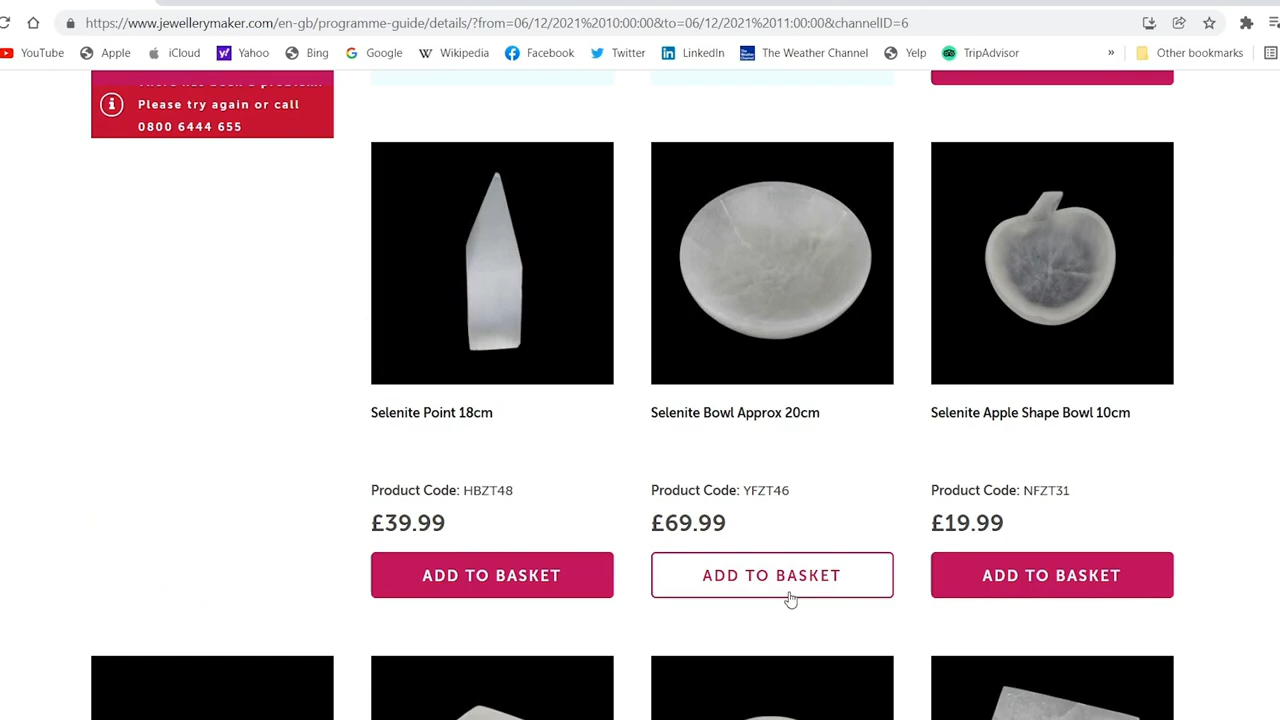 https://www.jewellerymaker.com/en-gb/programme-guide/details/?from=06/12/2021%2010:00:00&to=06/12/2021%2011:00:00&channelID=6
YouTube Apple iCloud Yahoo Bing Google Wikipedia Facebook Twitter LinkedIn The Weather Channel Yelp TripAdvisor » Other bookmarks
There has been a problem.
Please try again or call
0800 6444 655
Selenite Point 18cm
Selenite Bowl Approx 20cm
Selenite Apple Shape Bowl 10cm
Product Code: HBZT48
Product Code: YFZT46
Product Code: NFZT31
£39.99
£69.99
£19.99
ADD TO BASKET
ADD TO BASKET
ADD TO BASKET